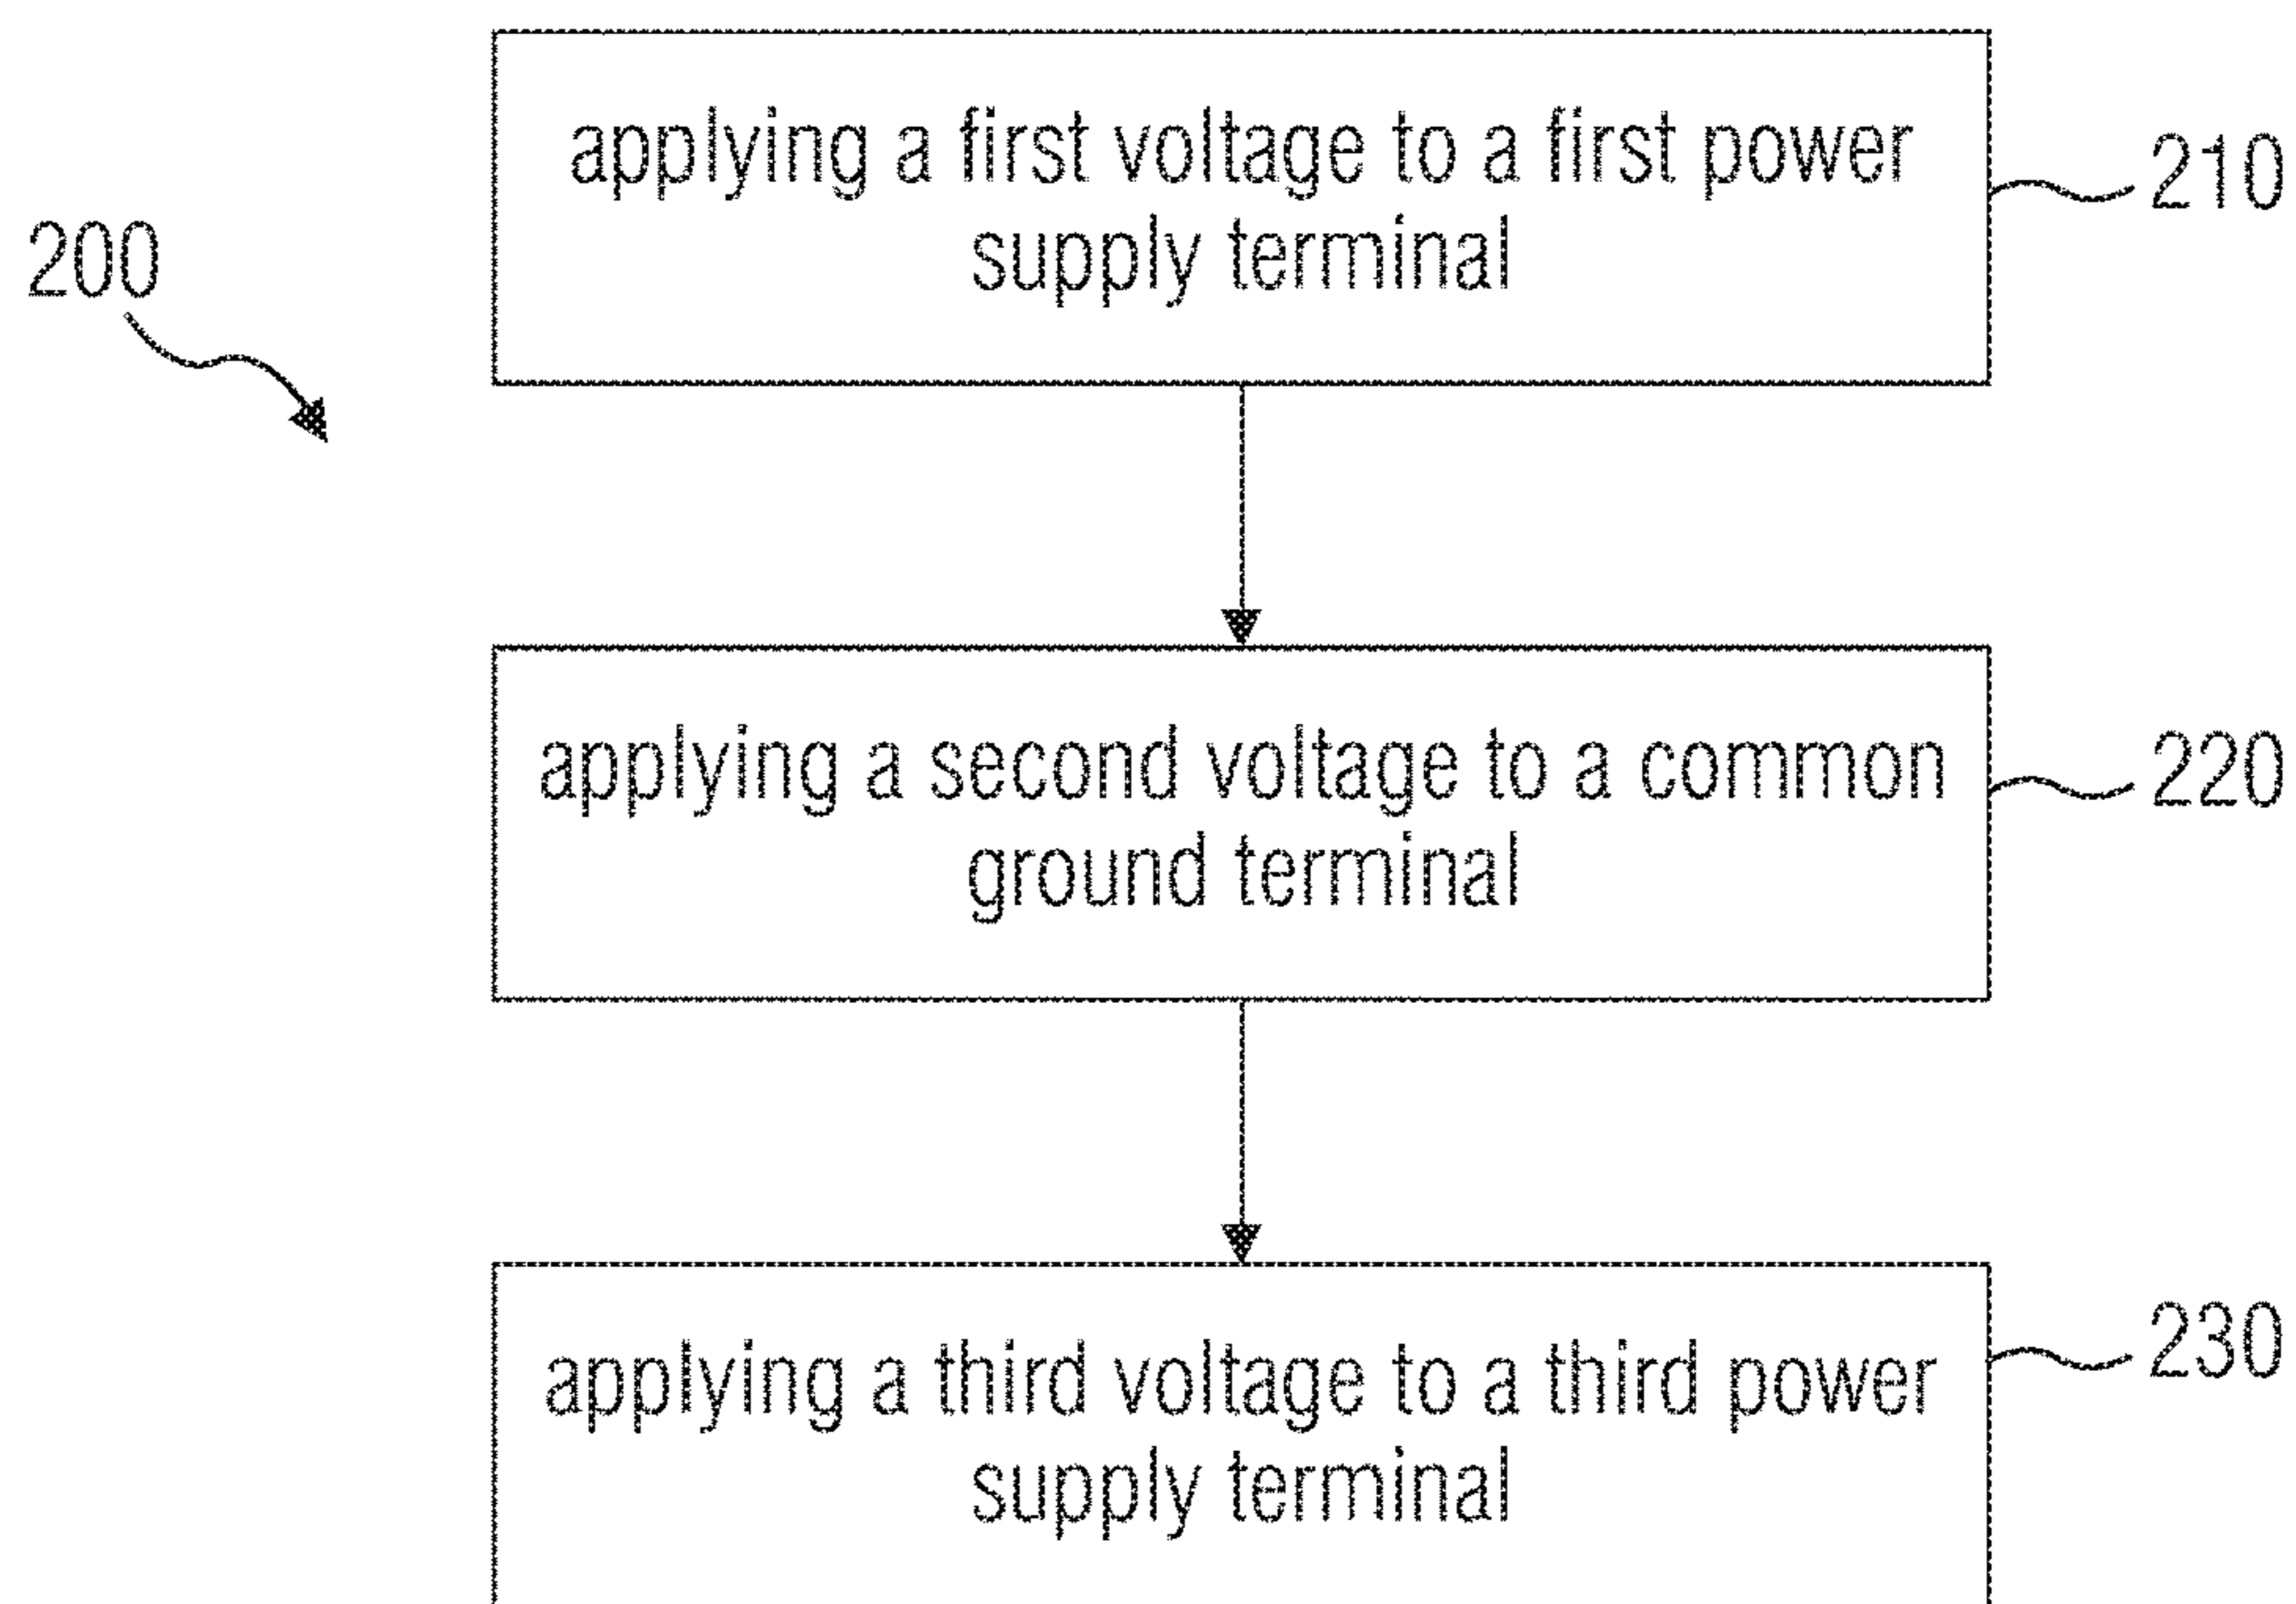 applying a first voltage to a first power
supply terminal
210
200
applying a second voltage to a common
ground terminal
220
applying a third voltage to a third power
supply terminal
230